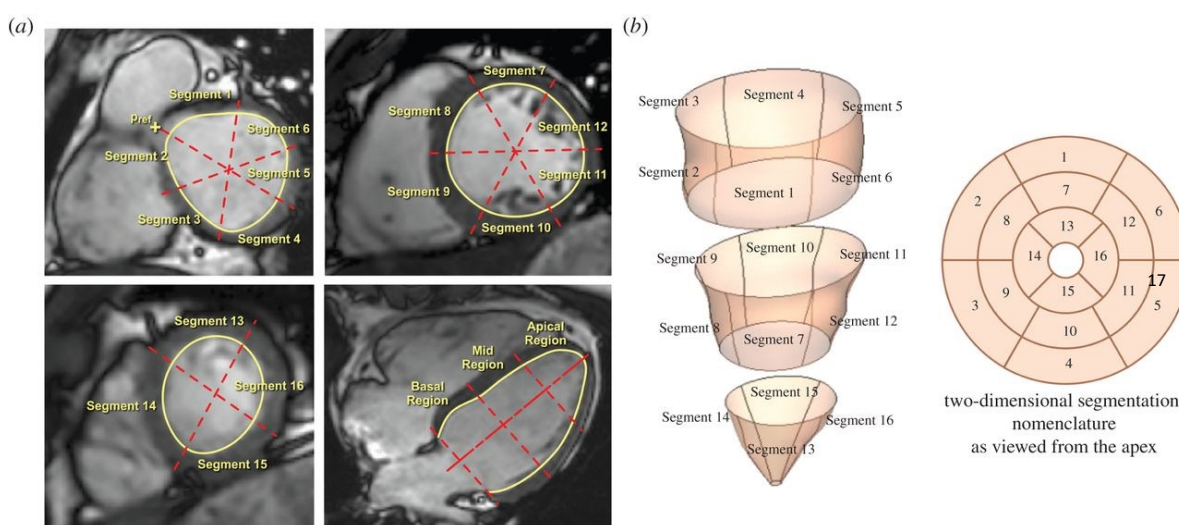 (a)
Segment 1
Pref
Segment 6
Segment 2
Segment 5
Segment 3
Segment 4
Segment 7
Segment 8
Segment 12
Segment 11
Segment 9
Segment 10
Segment 13
Segment 16
Segment 14
Segment 15
Apical
Region
Mid
Region
Basal
Region
(b)
Segment 3
Segment 4
Segment 5
Segment 2
Segment 1
Segment 6
Segment 9
Segment 10
Segment 11
Segment 8
Segment 7
Segment 12
Segment 15
Segment 14
Segment 16
Segment 13
1
2
7
6
8
12
13
14
16
15
17
3
9
11
5
10
4
two-dimensional segmentation
nomenclature
as viewed from the apex